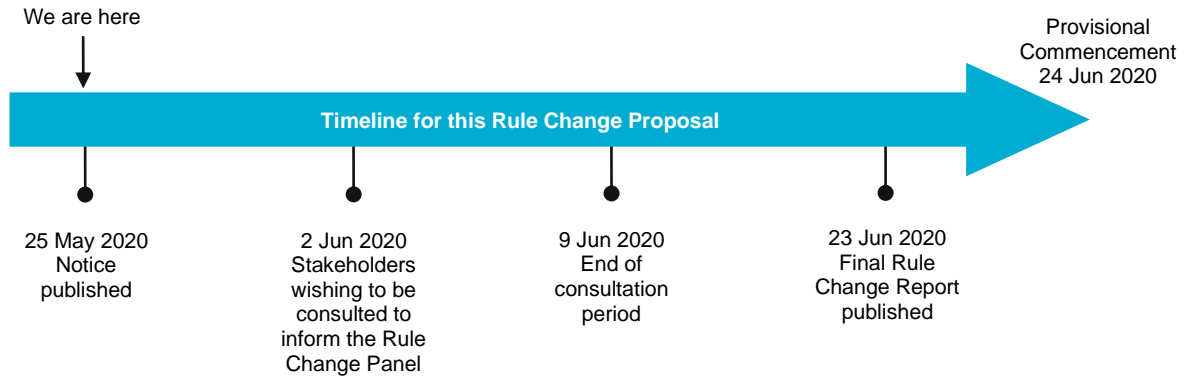 We are here
Provisional
Commencement
24 Jun 2020
Timeline for this Rule Change Proposal
25 May 2020
Notice
published
2 Jun 2020
Stakeholders
wishing to be
consulted to
inform the Rule
Change Panel
9 Jun 2020
End of
consultation
period
23 Jun 2020
Final Rule
Change Report
published